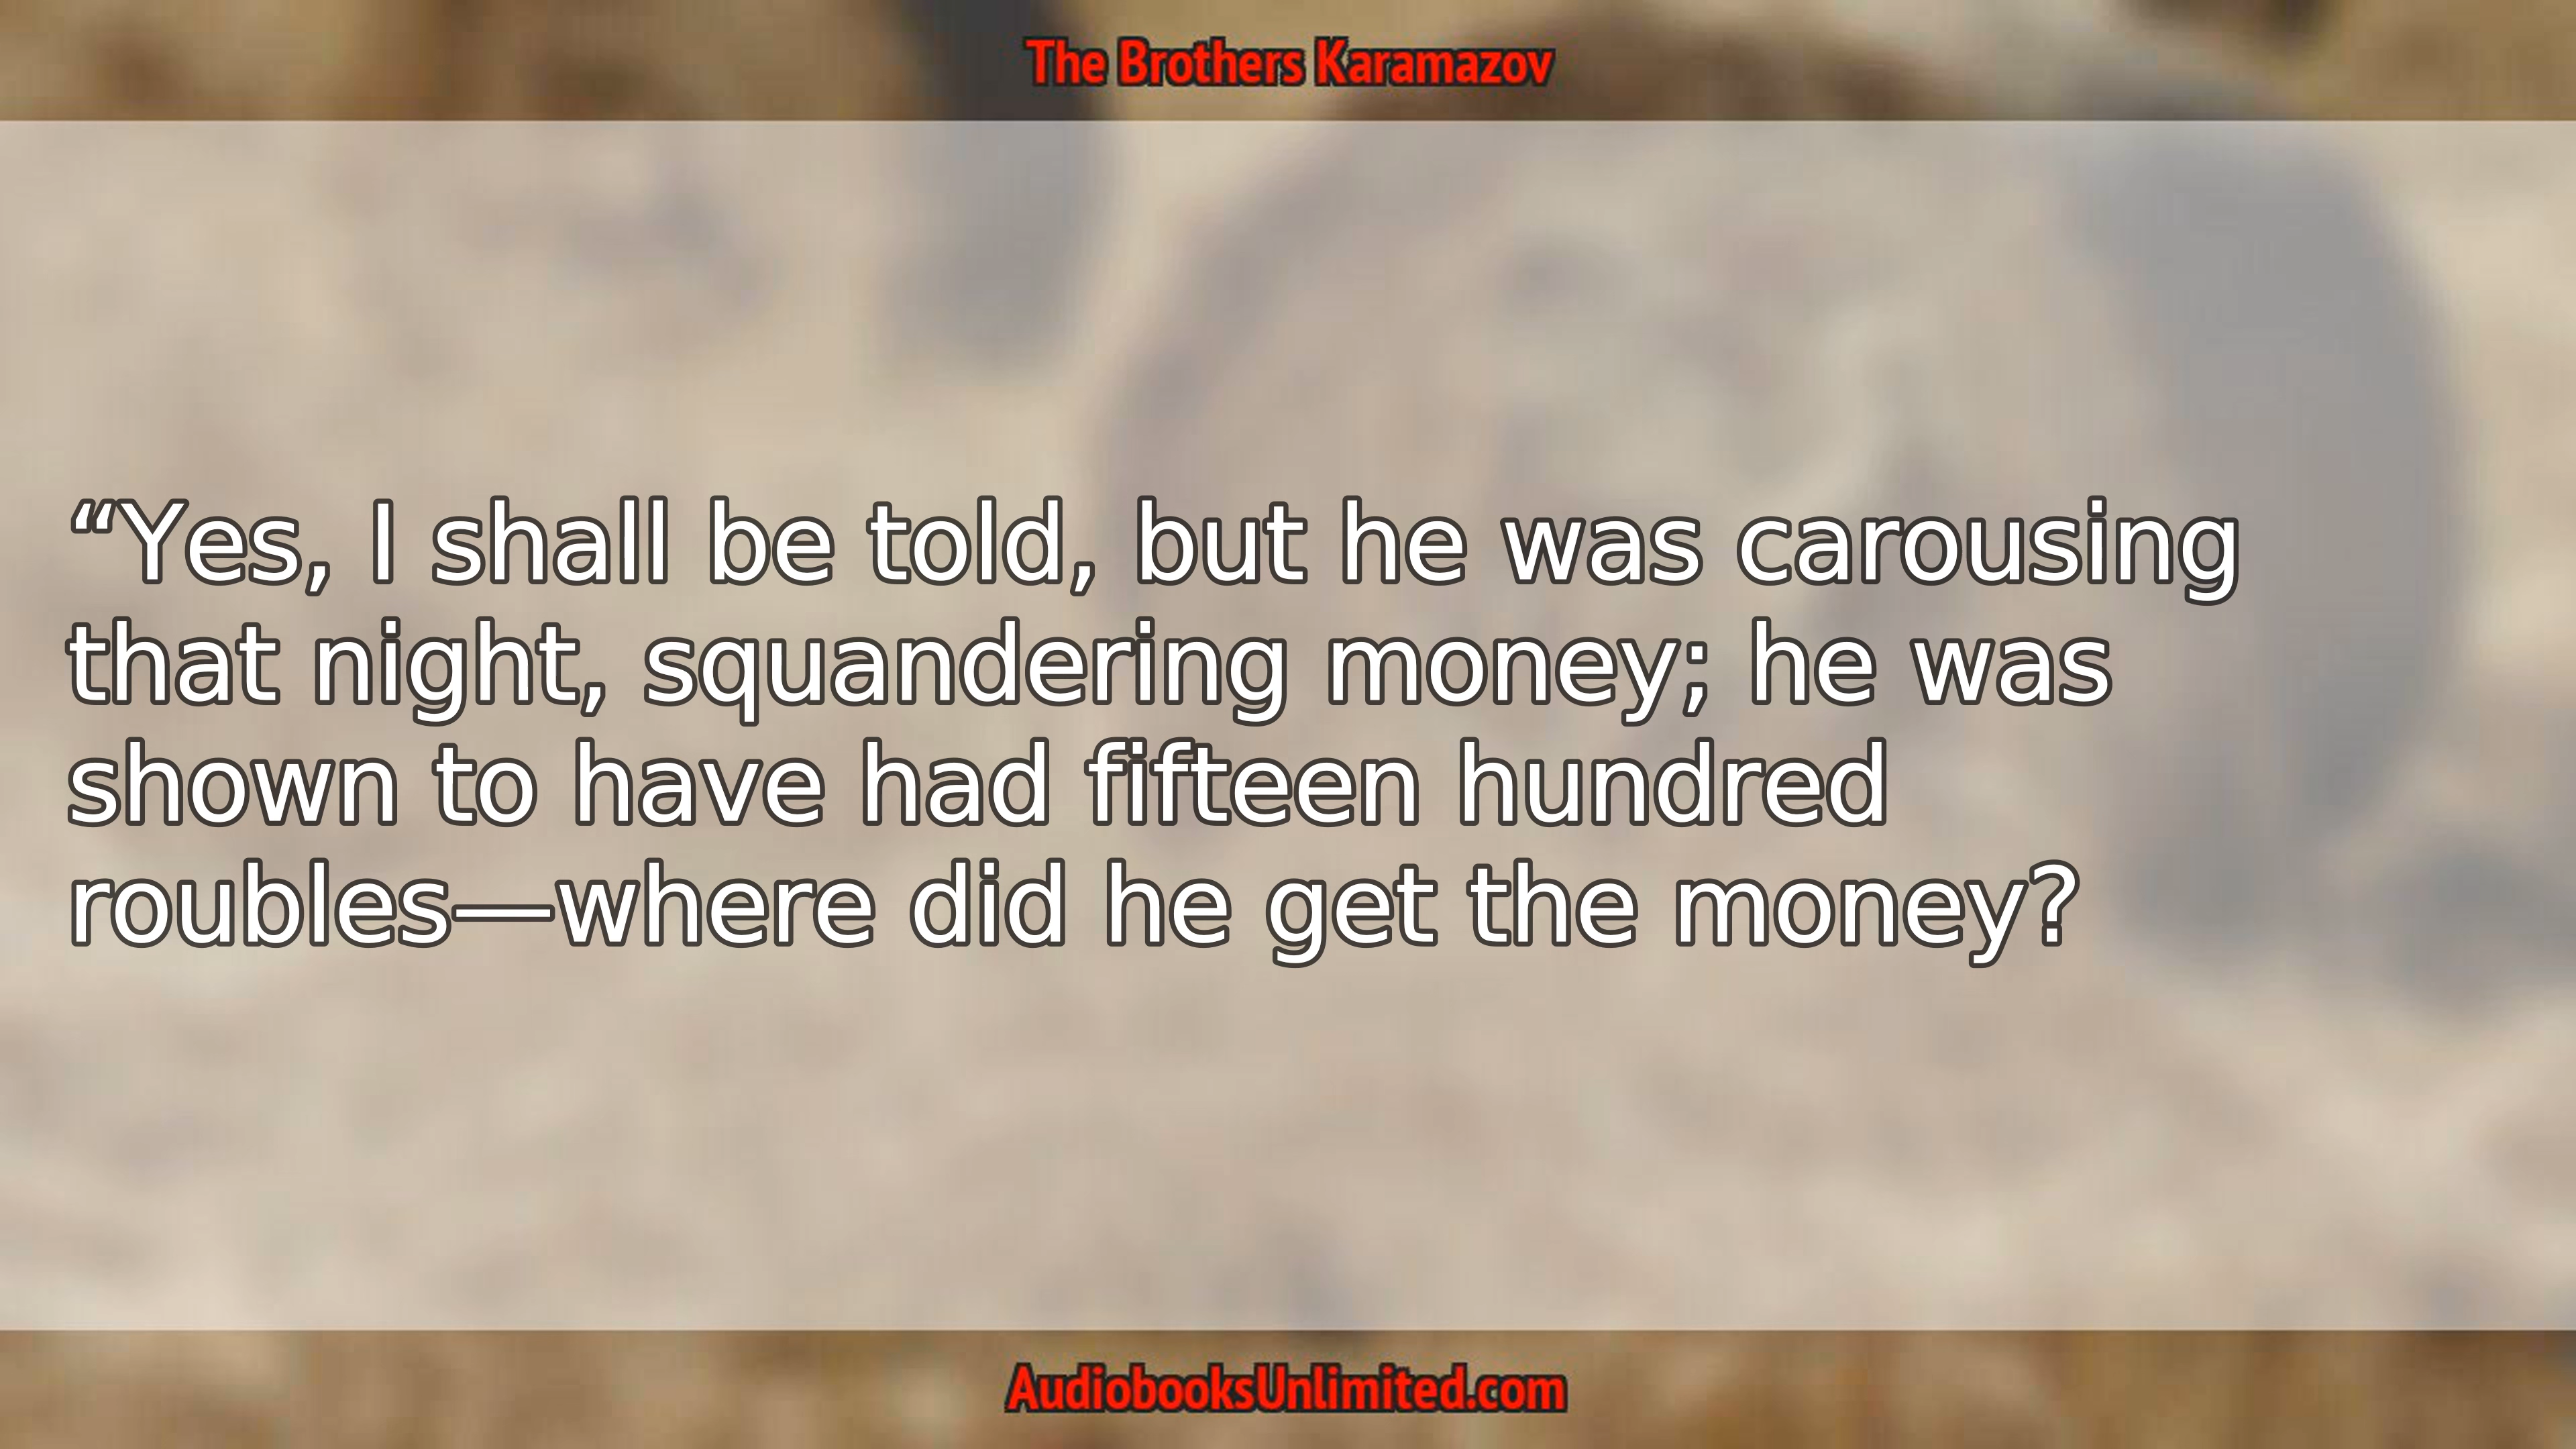 The Brothers Karamazov
“Yes, I shall be told, but he was carousing
that night, squandering money; he was
shown to have had fifteen hundred
roubles—where did he get the money?
AudiobooksUnlimited.com